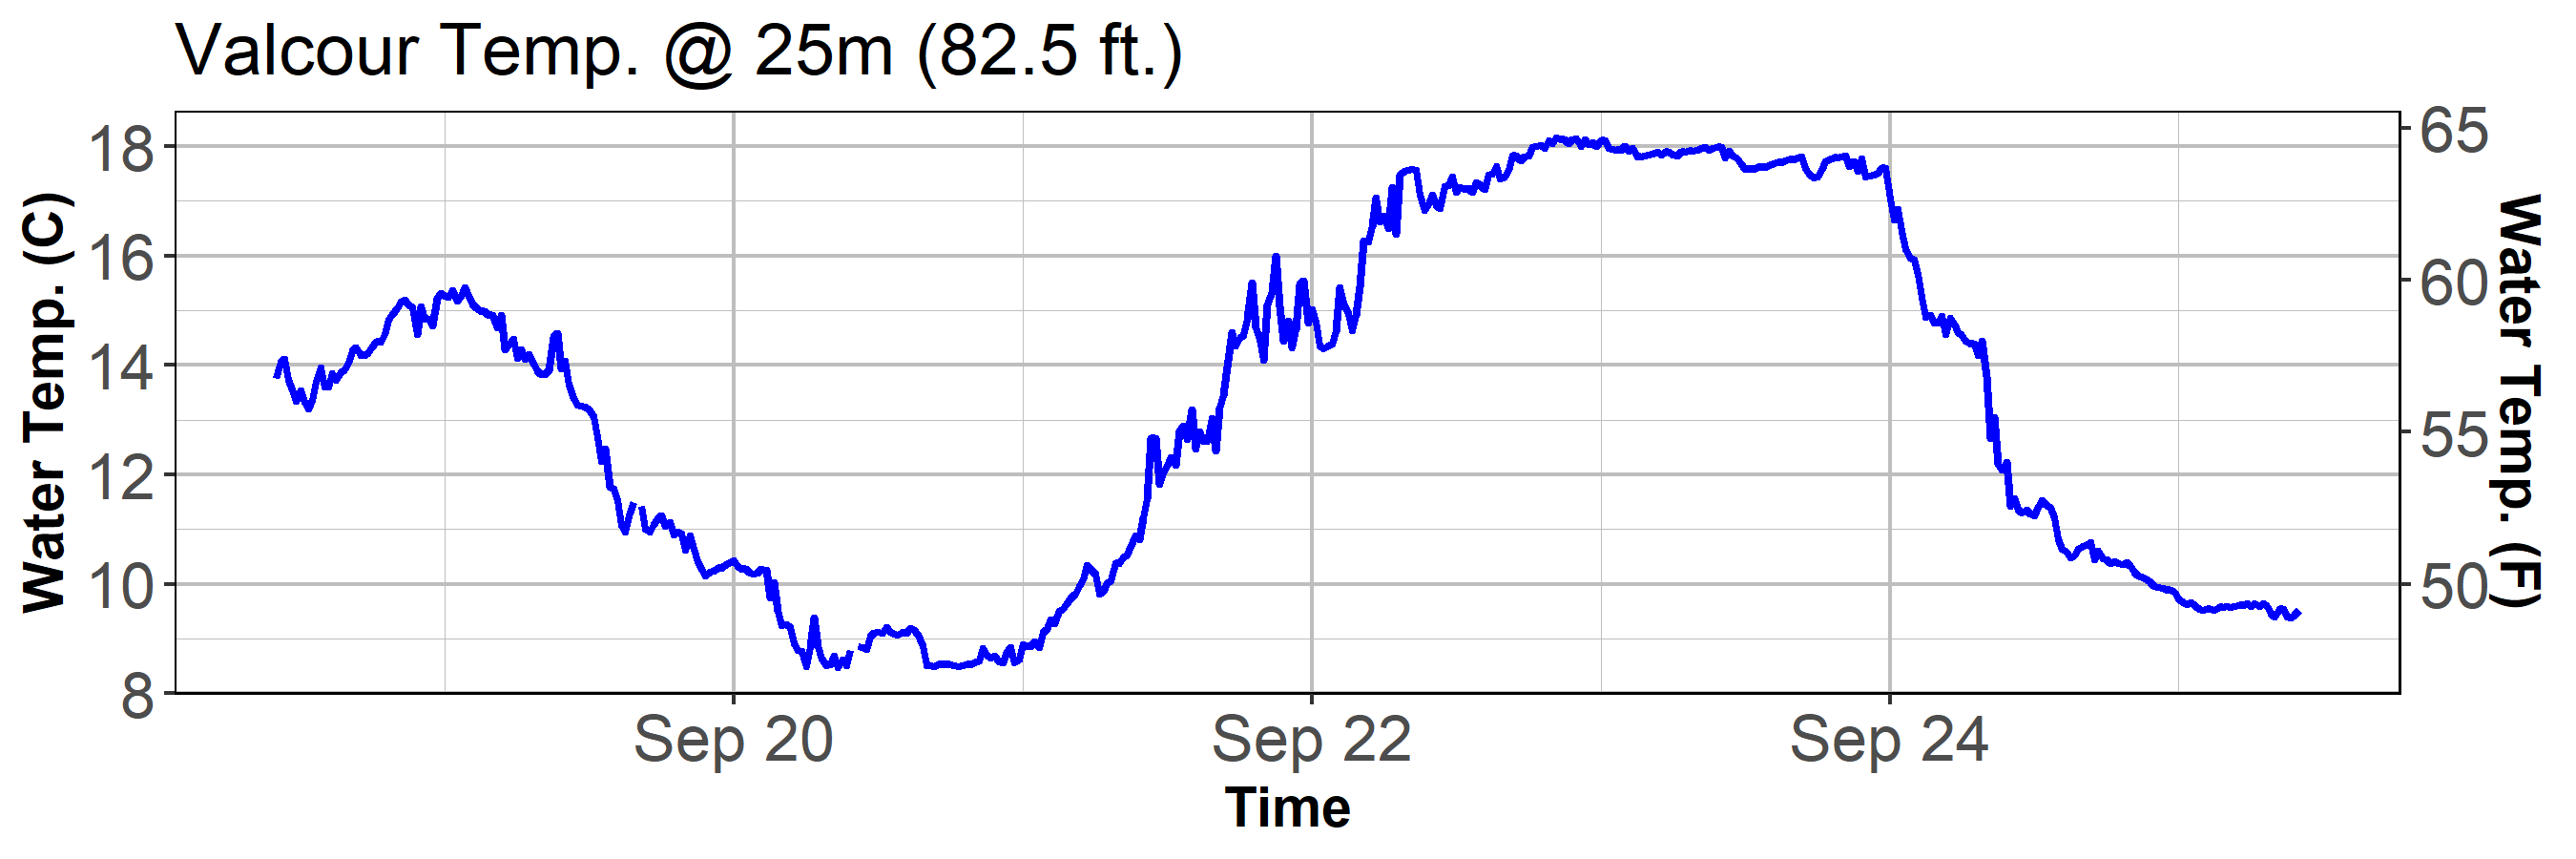 Valcour Temp. @ 25m (82.5 ft.)
Water Temp. (C)
18
16
14
12
10
8
65
60
55
50
Water Temp. (F)
Sep 20 Sep 22 Sep 24
Time